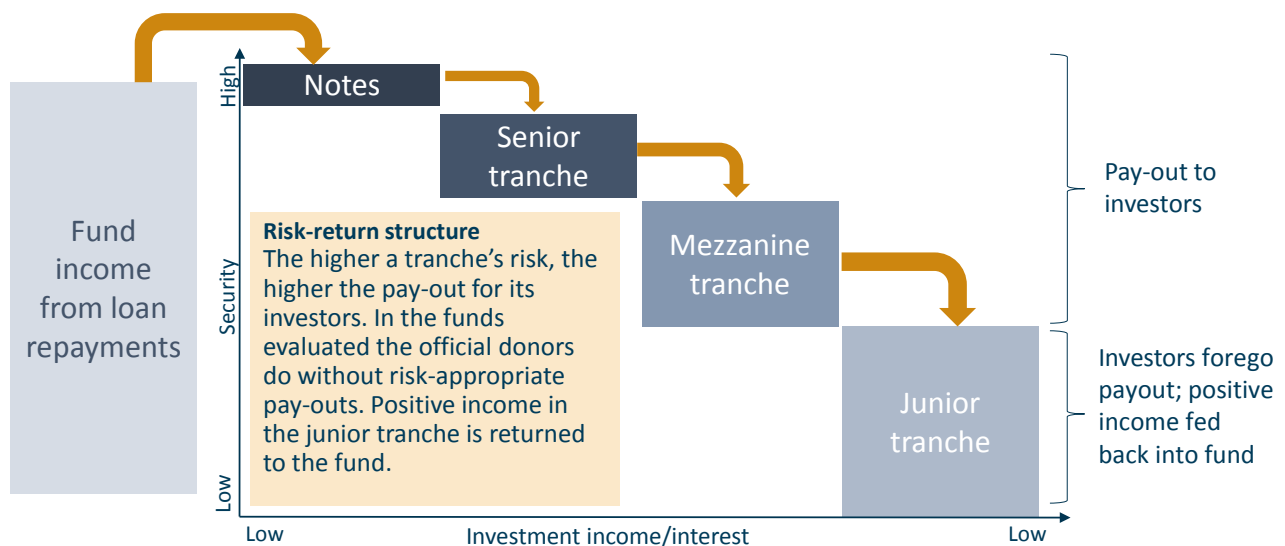 Fund
income
from loan
repayments
High
Security
Low
Notes
Senior
tranche
Mezzanine
tranche
Junior
tranche
Risk-return structure
The higher a tranche's risk, the
higher the pay-out for its
investors. In the funds
evaluated the official donors
do without risk-appropriate
pay-outs. Positive income in
the junior tranche is returned
to the fund.
Low
Investment income/interest
Low
Pay-out to
investors
Investors forego
payout; positive
income fed
back into fund